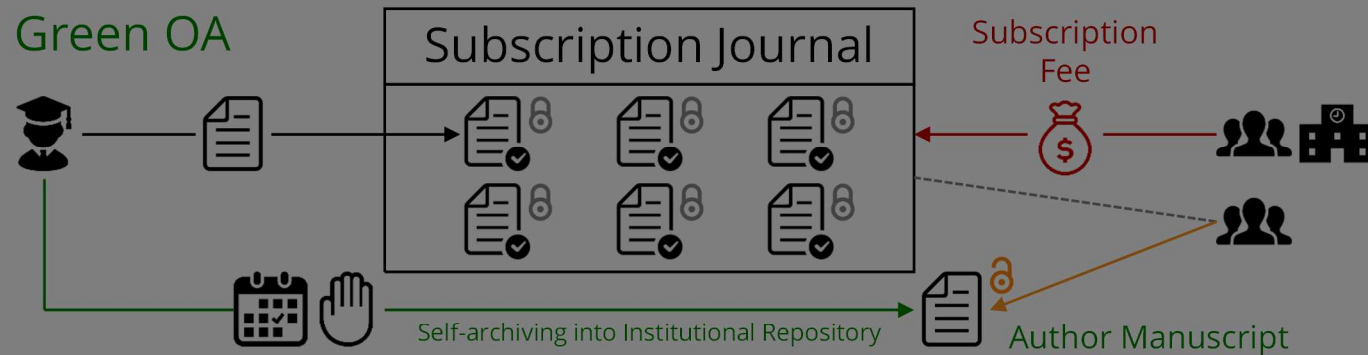 Green OA
Subscription Journal
Subscription
Fee
$
Self-archiving into Institutional Repository
Author Manuscript